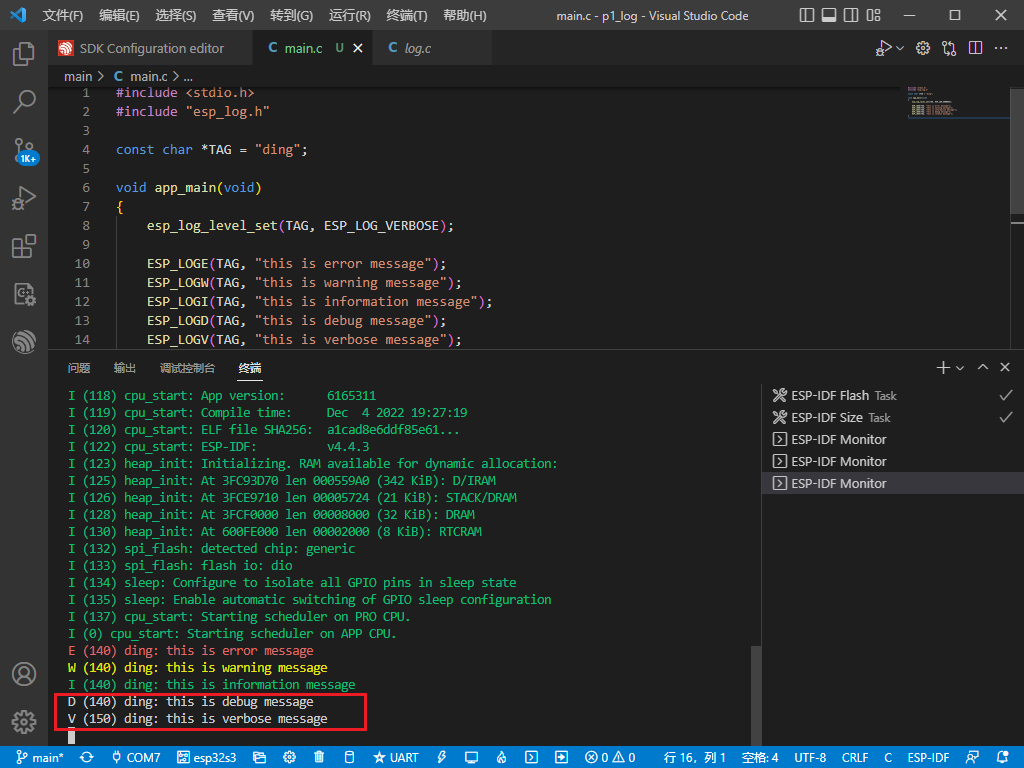 文件(F) 编辑(E) 选择(S) 查看(V) 转到(G) 运行(R) 终端(T) 帮助(H) main.c - p1_log - Visual Studio Code
SDK Configuration editor C main.c U C log.c
main > C main.c > ...
1 #include <stdio.h>
2 #include "esp_log.h"
3
4 const char *TAG = "ding";
5
6 void app_main(void)
7 {
8 esp_log_level_set(TAG, ESP_LOG_VERBOSE);
9
10 ESP_LOGE(TAG, "this is error message");
11 ESP_LOGW(TAG, "this is warning message");
12 ESP_LOGI(TAG, "this is information message");
13 ESP_LOGD(TAG, "this is debug message");
14 ESP_LOGV(TAG, "this is verbose message");
1K+
问题 输出 调试控制台 终端
I (118) cpu_start: App version: 6165311
I (119) cpu_start: Compile time: Dec 4 2022 19:27:19
I (120) cpu_start: ELF file SHA256: a1cad8e6ddf85e61...
I (122) cpu_start: ESP-IDF: v4.4.3
I (123) heap_init: Initializing. RAM available for dynamic allocation:
I (125) heap_init: At 3FC93D70 len 000559A0 (342 KiB): D/IRAM
I (126) heap_init: At 3FCE9710 len 00005724 (21 KiB): STACK/DRAM
I (128) heap_init: At 3FCF0000 len 00008000 (32 KiB): DRAM
I (130) heap_init: At 600FE000 len 00002000 (8 KiB): RTCRAM
I (132) spi_flash: detected chip: generic
I (133) spi_flash: flash io: dio
I (134) sleep: Configure to isolate all GPIO pins in sleep state
I (135) sleep: Enable automatic switching of GPIO sleep configuration
I (137) cpu_start: Starting scheduler on PRO CPU.
I (0) cpu_start: Starting scheduler on APP CPU.
E (140) ding: this is error message
W (140) ding: this is warning message
I (140) ding: this is information message
D (140) ding: this is debug message
V (150) ding: this is verbose message
ESP-IDF Flash Task
ESP-IDF Size Task
ESP-IDF Monitor
ESP-IDF Monitor
ESP-IDF Monitor
main* COM7 esp32s3 UART 0 0 行 16，列 1 空格: 4 UTF-8 CRLF C ESP-IDF